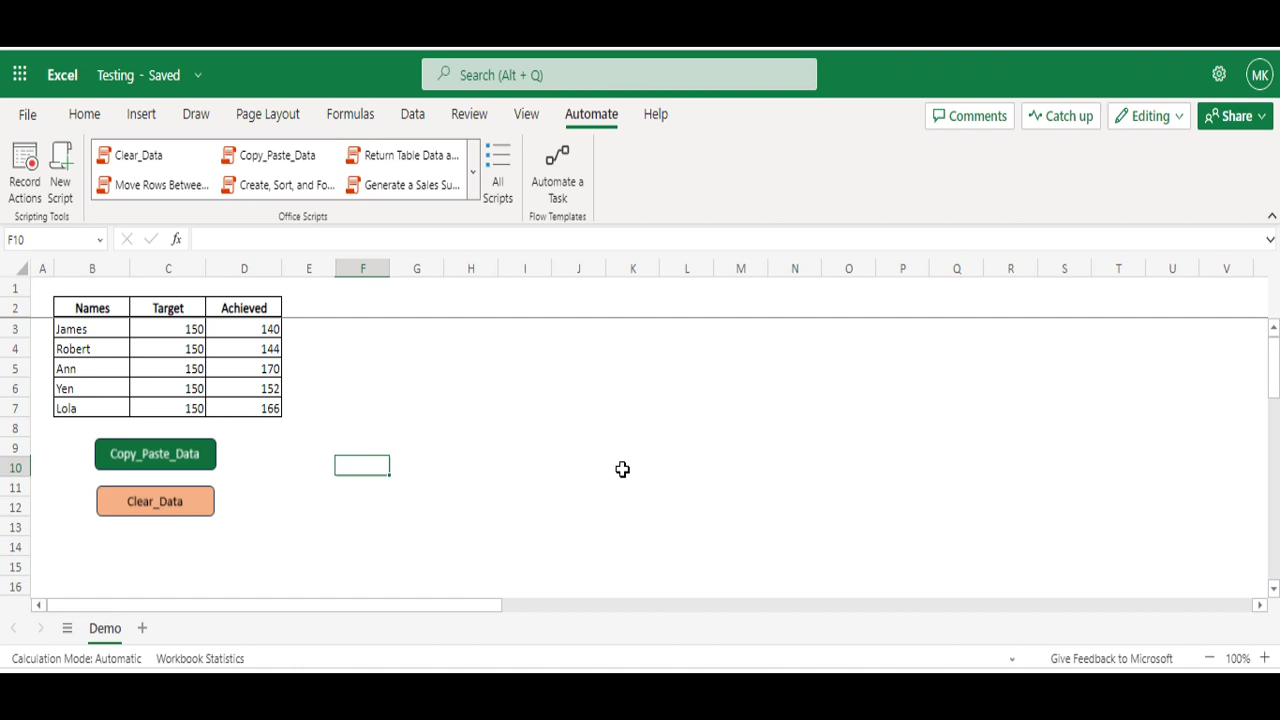 Excel Testing - Saved Search (Alt + Q) MK
File Home Insert Draw Page Layout Formulas Data Review View Automate Help Comments Catch up Editing Share
Record Actions
New Script
Clear_Data Copy_Paste_Data Return Table Data a...
Move Rows Betwee... Create, Sort, and Fo... Generate a Sales Su...
All Scripts
Automate a Task
Scripting Tools Office Scripts Flow Templates
F10 fx
A B C D E F G H I J K L M N O P Q R S T U V
1
2 Names Target Achieved
3 James 150 140
4 Robert 150 144
5 Ann 150 170
6 Yen 150 152
7 Lola 150 166
8
9 Copy_Paste_Data
10
11 Clear_Data
12
13
14
15
16
Demo
Calculation Mode: Automatic Workbook Statistics Give Feedback to Microsoft 100%